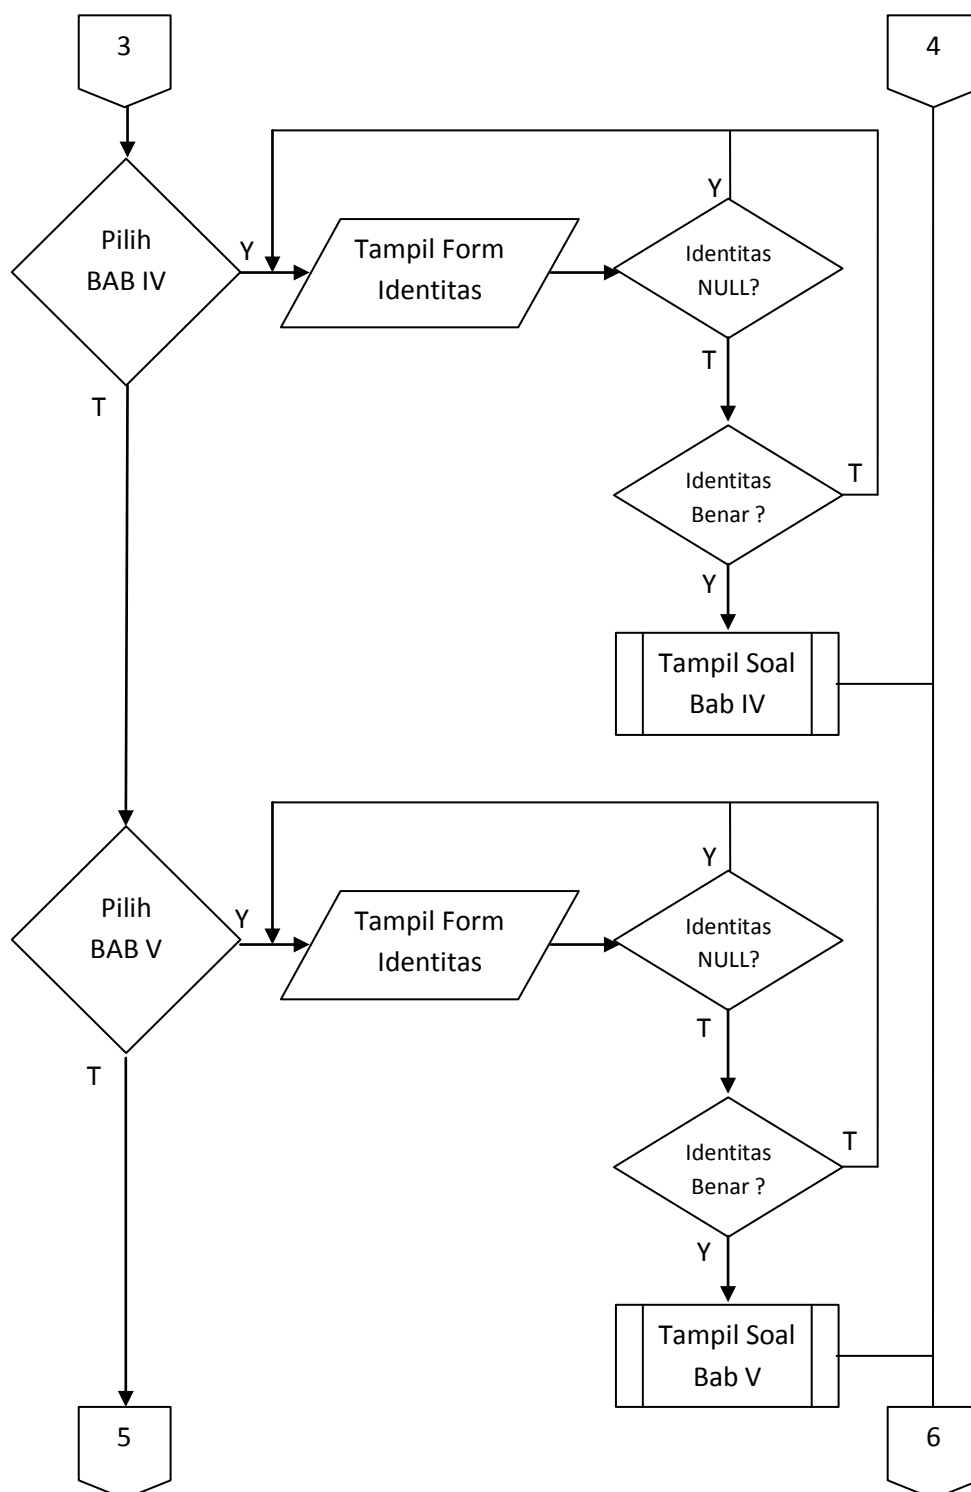 3
4
Pilih
BAB IV
Y
T
Tampil Form
Identitas
Y
Identitas
NULL?
T
Identitas
Benar ?
T
Y
Tampil Soal
Bab IV
Pilih
BAB V
Y
T
Tampil Form
Identitas
Y
Identitas
NULL?
T
Identitas
Benar ?
T
Y
Tampil Soal
Bab V
5
6